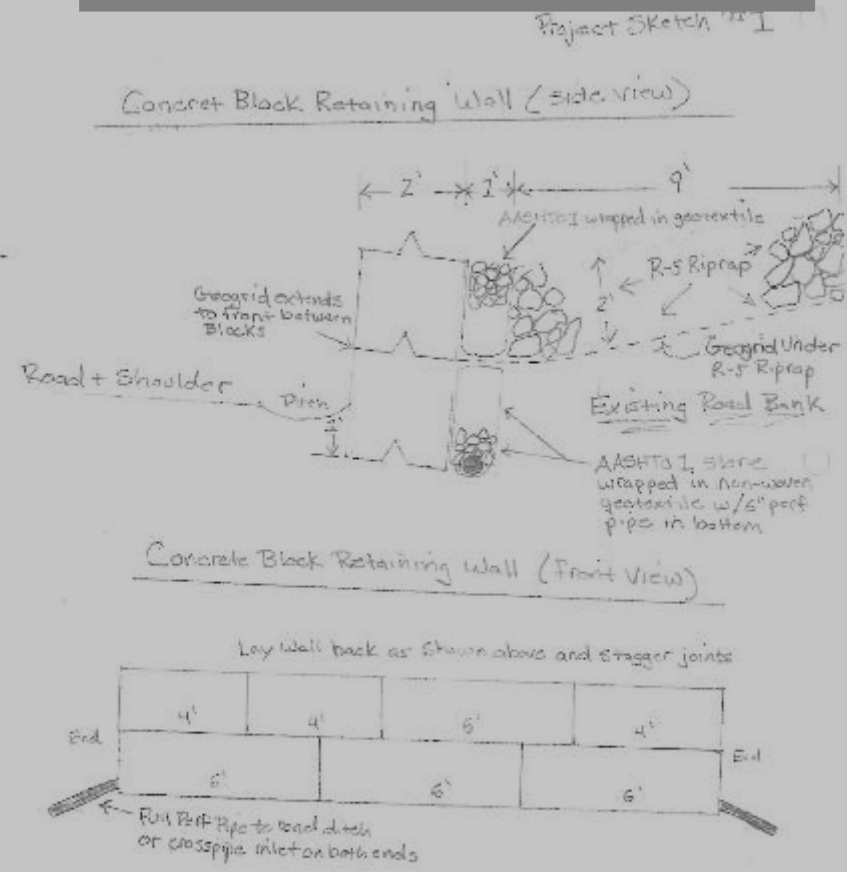 Project Sketch #1
Concret Block Retaining Wall (side view)
2'
1'
9'
AASHTO1 wrapped in geotextile
R-5 Riprap
2'
Geogrid extends
to front between
Blocks
Geogrid Under
R-5 Riprap
Road + Shoulder
Existing Road Bank
AASHTO 1, stone
wrapped in non-woven
geotextile w/6" perf
pipe in bottom
Concrete Block Retaining Wall (Front View)
Lay Wall back as Shown above and stagger joints
4'
4'
6'
4'
End
End
6'
6'
6'
Perf Pipe to road ditch
or crosspipe inlet on both ends